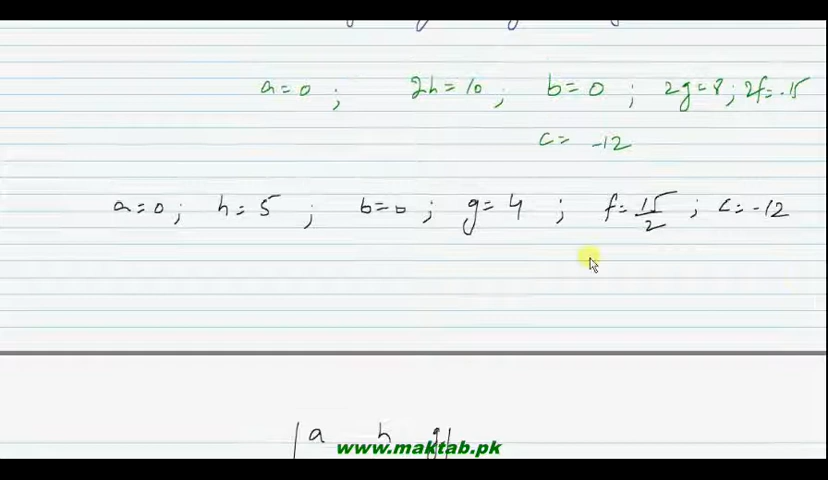 a=0 ; 2h=10 ; b=0 ; 2g=8 ; 2f=-15
c= -12
a=0 ; h=5 ; b=0 ; g=4 ; f=15/2 ; c=-12
|a h g|
www.maktab.pk